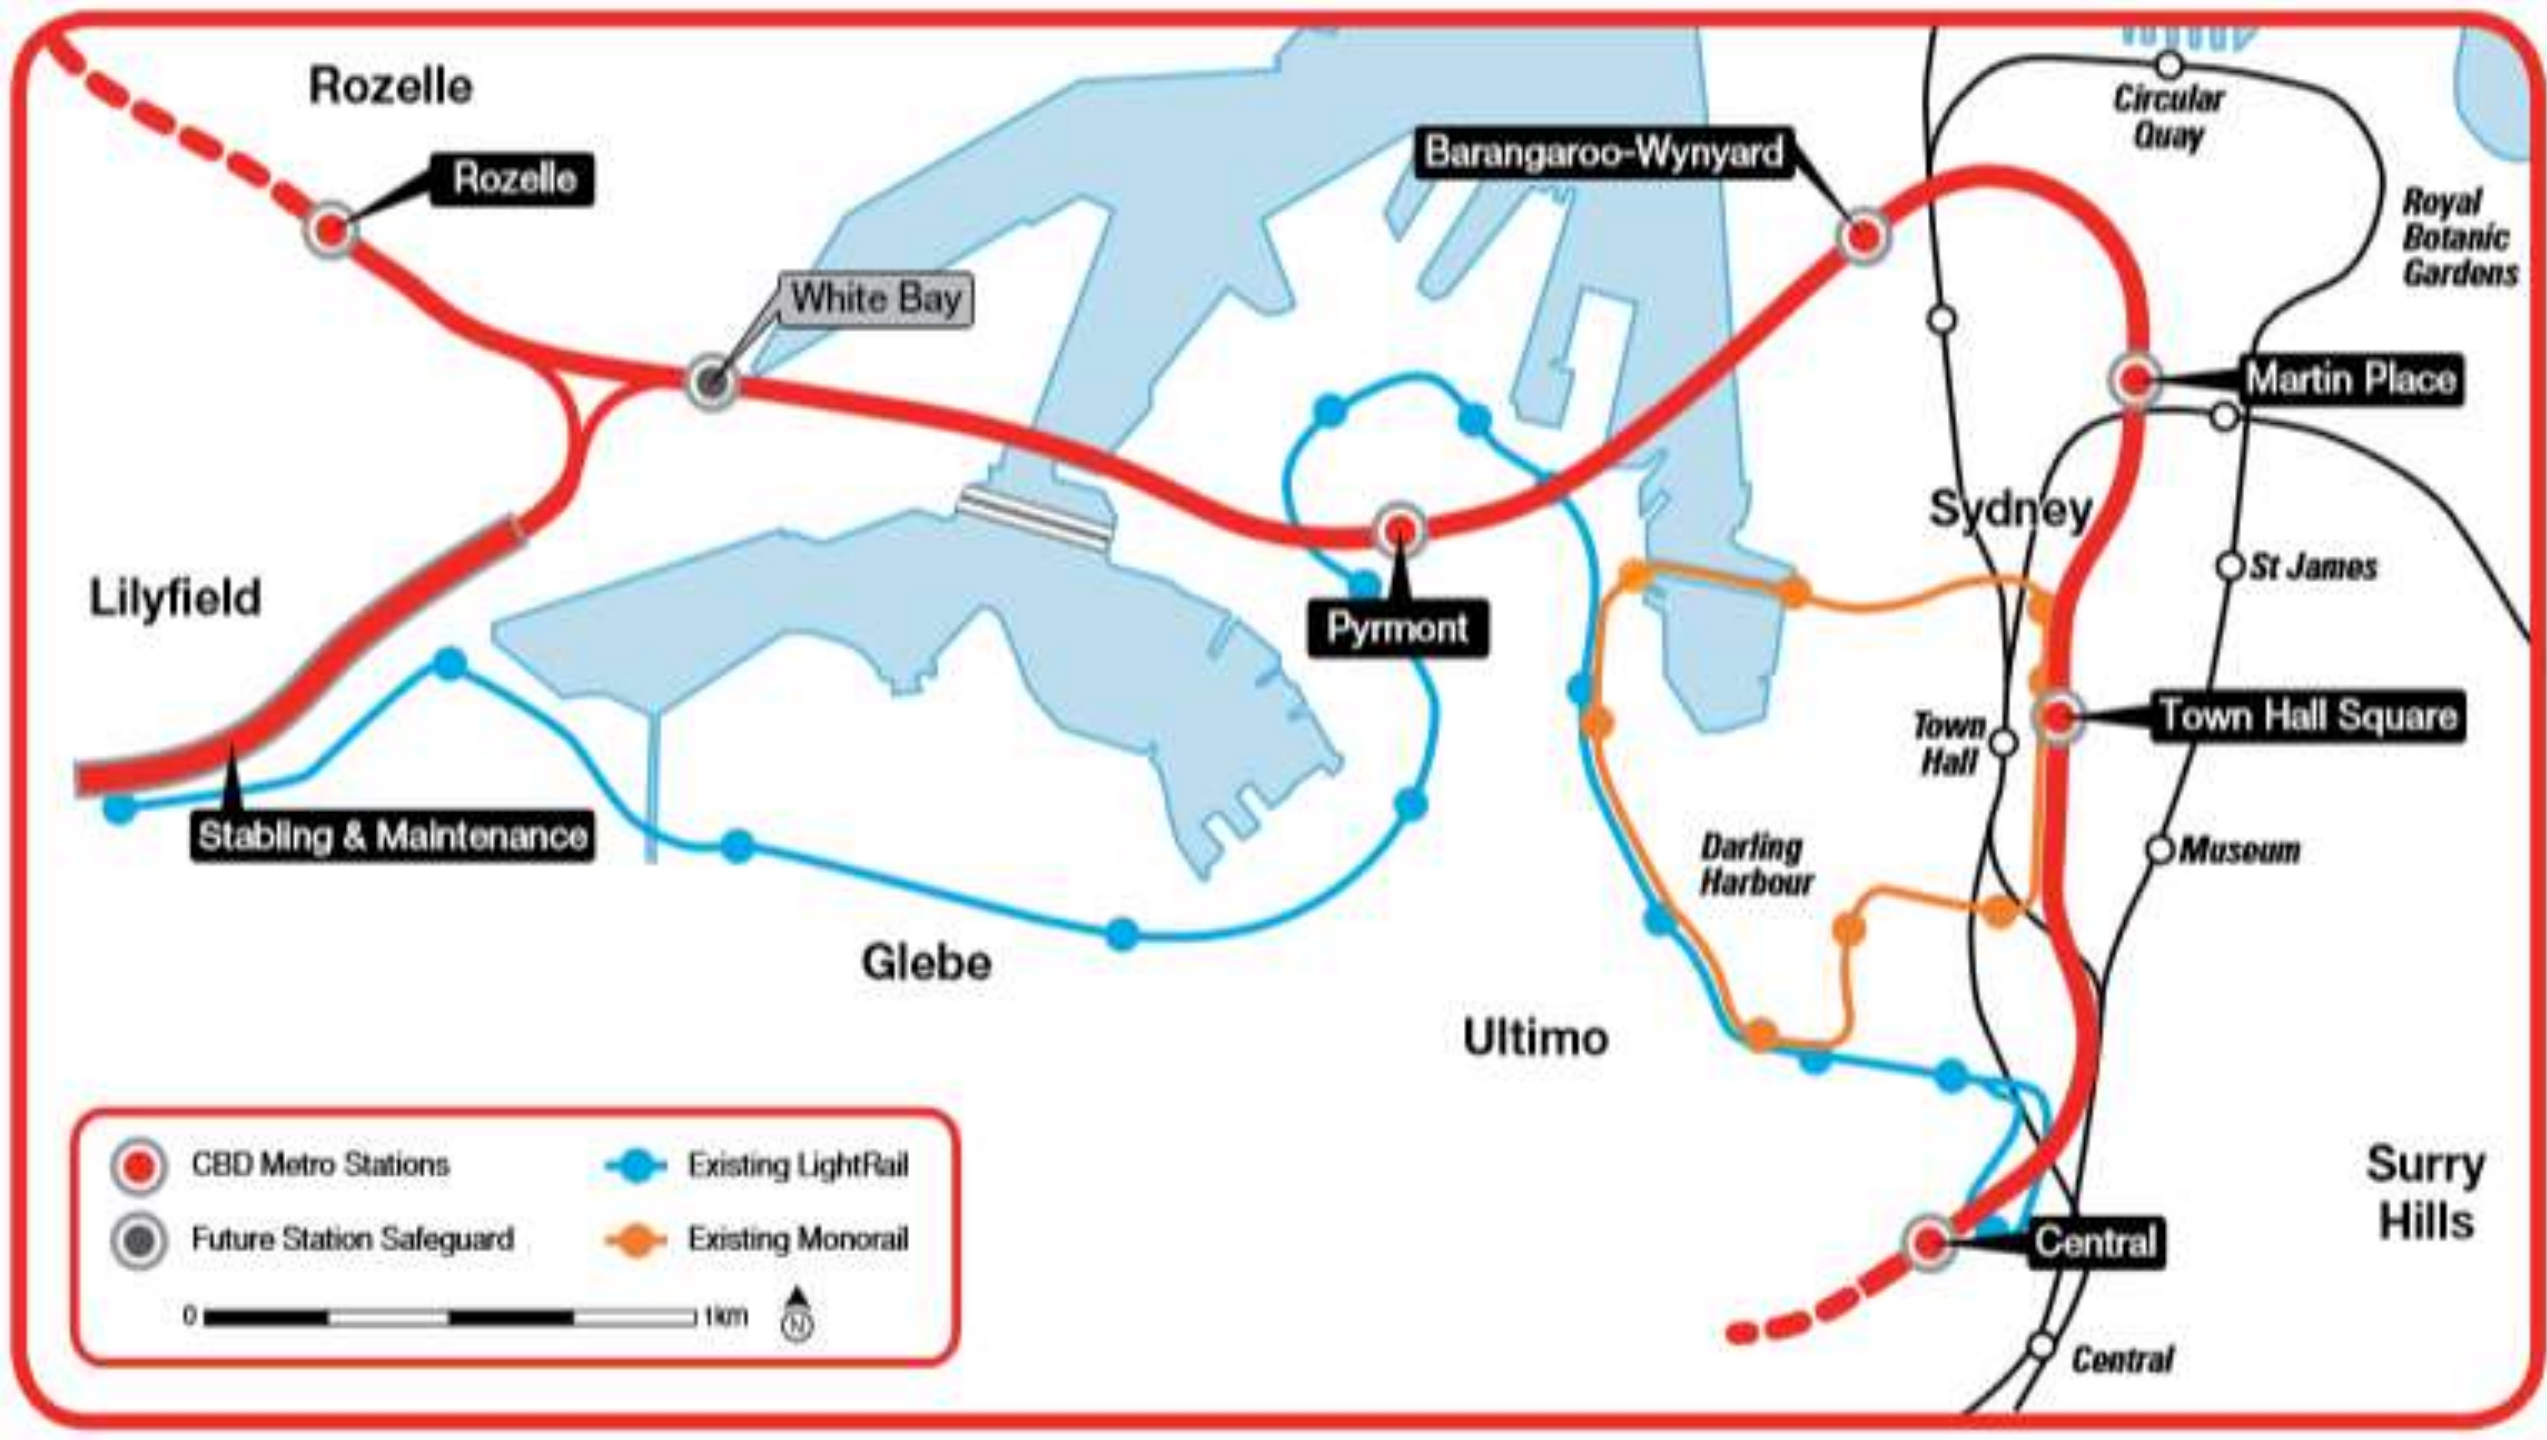 Rozelle
Rozelle
Barangaroo-Wynyard
Circular
Quay
Royal
Botanic
Gardens
White Bay
Martin Place
Sydney
St James
Lilyfield
Pyrmont
Town
Hall
Town Hall Square
Stabling & Maintenance
Darling
Harbour
Museum
Glebe
Ultimo
CBD Metro Stations
Existing LightRail
Future Station Safeguard
Existing Monorail
0
1km
N
Surry
Hills
Central
Central